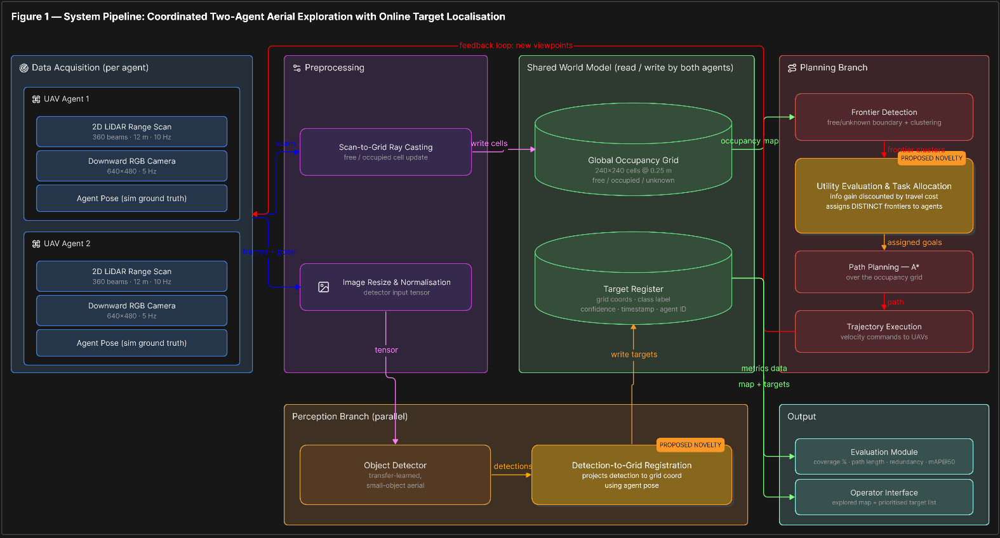 Figure 1 — System Pipeline: Coordinated Two-Agent Aerial Exploration with Online Target Localisation
feedback loop: new viewpoints
Data Acquisition (per agent)
UAV Agent 1
2D LiDAR Range Scan
360 beams · 12 m · 10 Hz
Downward RGB Camera
640×480 · 5 Hz
Agent Pose (sim ground truth)
UAV Agent 2
2D LiDAR Range Scan
360 beams · 12 m · 10 Hz
Downward RGB Camera
640×480 · 5 Hz
Agent Pose (sim ground truth)
scans
frames + pose
Preprocessing
Scan-to-Grid Ray Casting
free / occupied cell update
write cells
Image Resize & Normalisation
detector input tensor
tensor
Shared World Model (read / write by both agents)
Global Occupancy Grid
240×240 cells @ 0.25 m
free / occupied / unknown
occupancy map
Target Register
grid coords · class label
confidence · timestamp · agent ID
write targets
metrics data
map + targets
Planning Branch
Frontier Detection
free/unknown boundary + clustering
frontier clusters
PROPOSED NOVELTY
Utility Evaluation & Task Allocation
info gain discounted by travel cost
assigns DISTINCT frontiers to agents
assigned goals
Path Planning — A*
over the occupancy grid
path
Trajectory Execution
velocity commands to UAVs
Perception Branch (parallel)
Object Detector
transfer-learned,
small-object aerial
detections
PROPOSED NOVELTY
Detection-to-Grid Registration
projects detection to grid coord
using agent pose
Output
Evaluation Module
coverage % · path length · redundancy · mAP@50
Operator Interface
explored map + prioritised target list